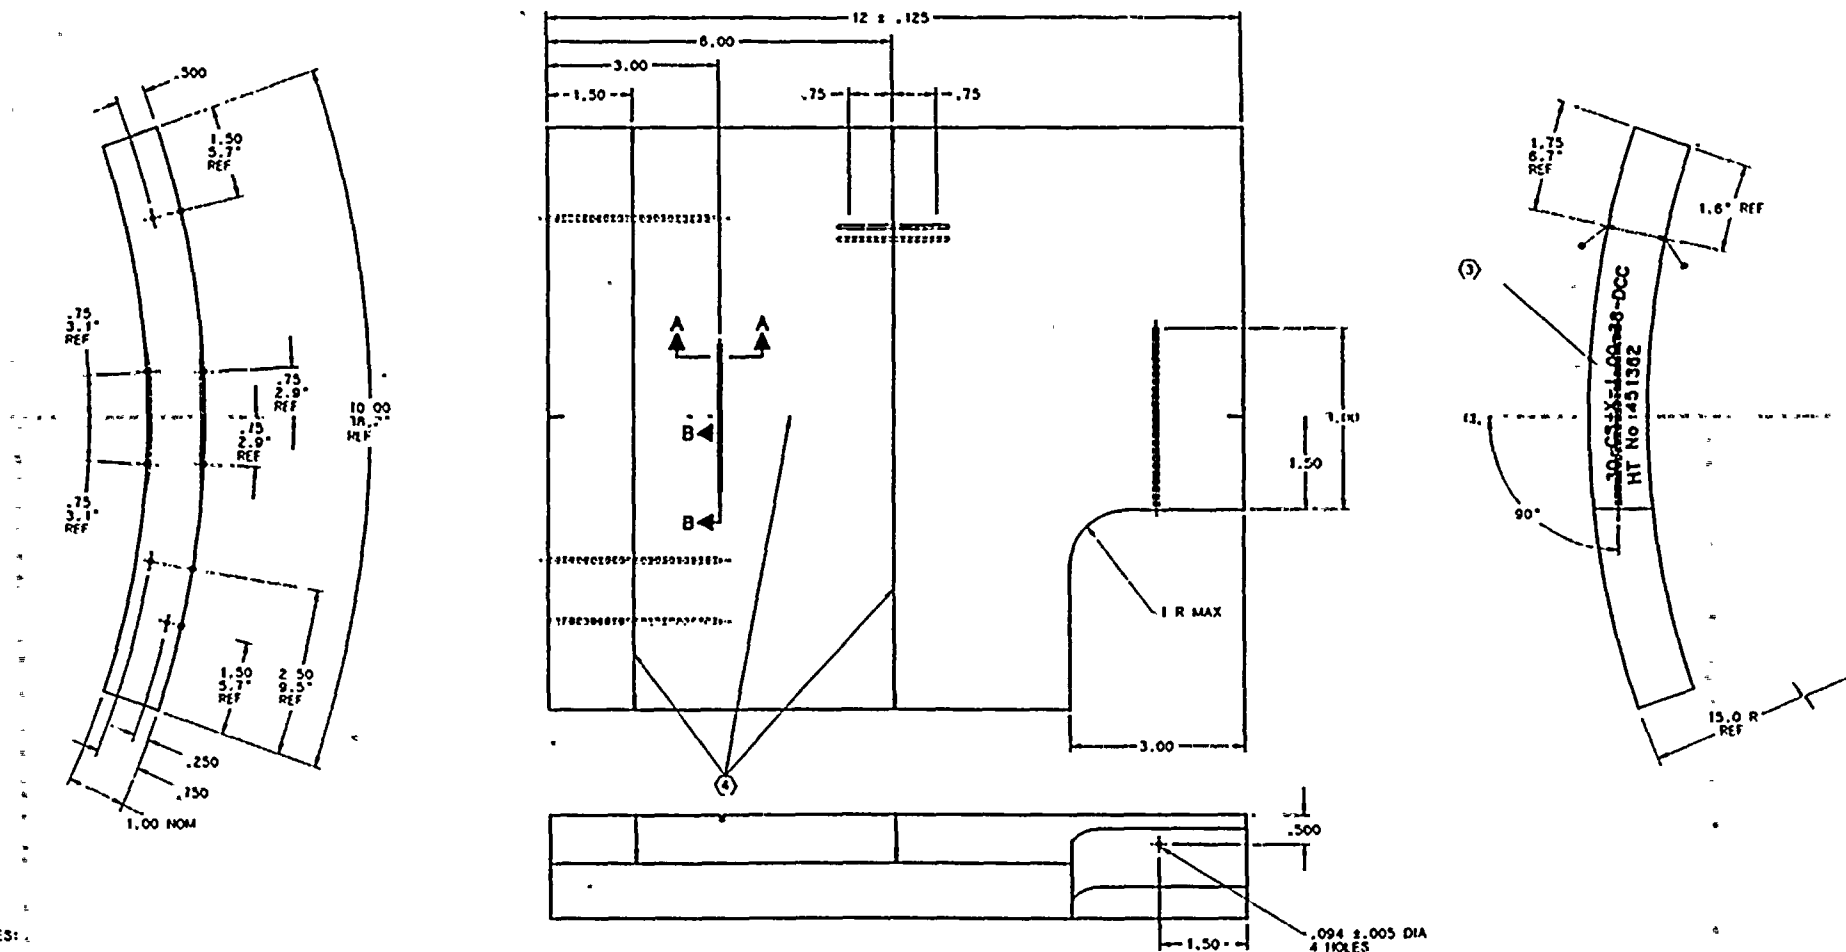 12 ± .125
6.00
3.00
1.50
.75
.75
.500
1.50
5.7°
REF
.75
3.1°
REF
.75
2.9°
REF
.75
2.9°
REF
10.00
REF
.75
3.1°
REF
1.50
5.7°
REF
2.50
9.5°
REF
.250
1.00 NOM
A
A
B
B
1.50
1 R MAX
3.00
4
.500
1.50
.094 ±.005 DIA
4 HOLES
1.75
6.7°
REF
1.6° REF
3
HT No 451362
90°
15.0 R
REF